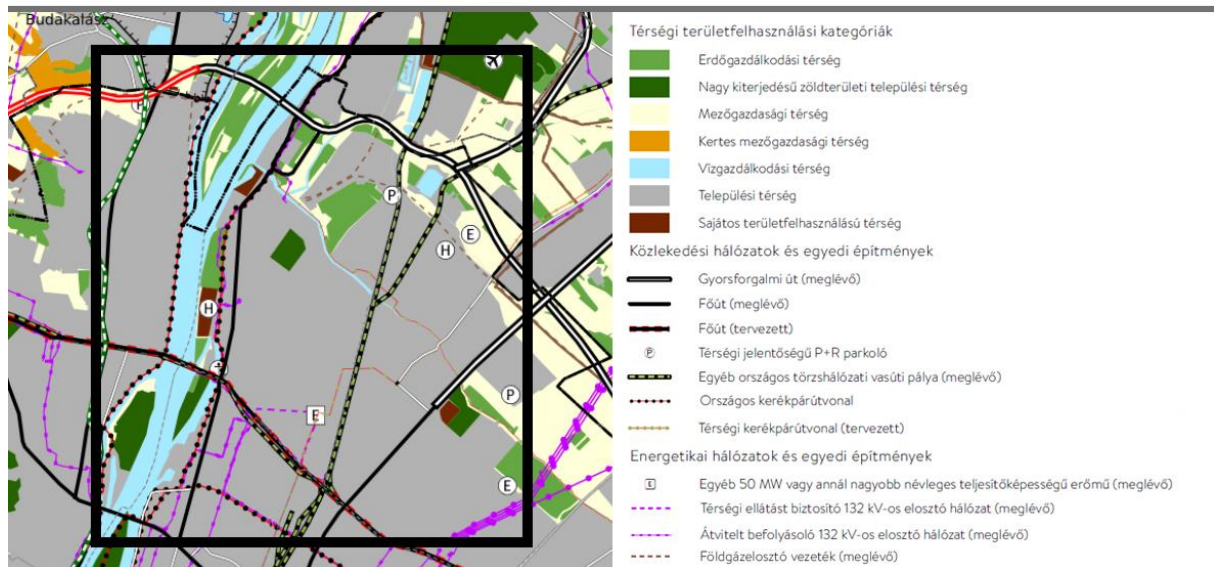 Budakalász
P
P
E
H
H
E
P
E
Térségi területfelhasználási kategóriák
Erdőgazdálkodási térség
Nagy kiterjedésű zöldterületi települési térség
Mezőgazdasági térség
Kertes mezőgazdasági térség
Vízgazdálkodási térség
Települési térség
Sajátos területfelhasználású térség
Közlekedési hálózatok és egyedi építmények
Gyorsforgalmi út (meglévő)
Főút (meglévő)
Főút (tervezett)
P Térségi jelentőségű P+R parkoló
Egyéb országos törzshálózati vasúti pálya (meglévő)
Országos kerékpárútvonal
Térségi kerékpárútvonal (tervezett)
Energetikai hálózatok és egyedi építmények
E Egyéb 50 MW vagy annál nagyobb névleges teljesítőképességű erőmű (meglévő)
Térségi ellátást biztosító 132 kV-os elosztó hálózat (meglévő)
Átvitelt befolyásoló 132 kV-os elosztó hálózat (meglévő)
Földgázelosztó vezeték (meglévő)